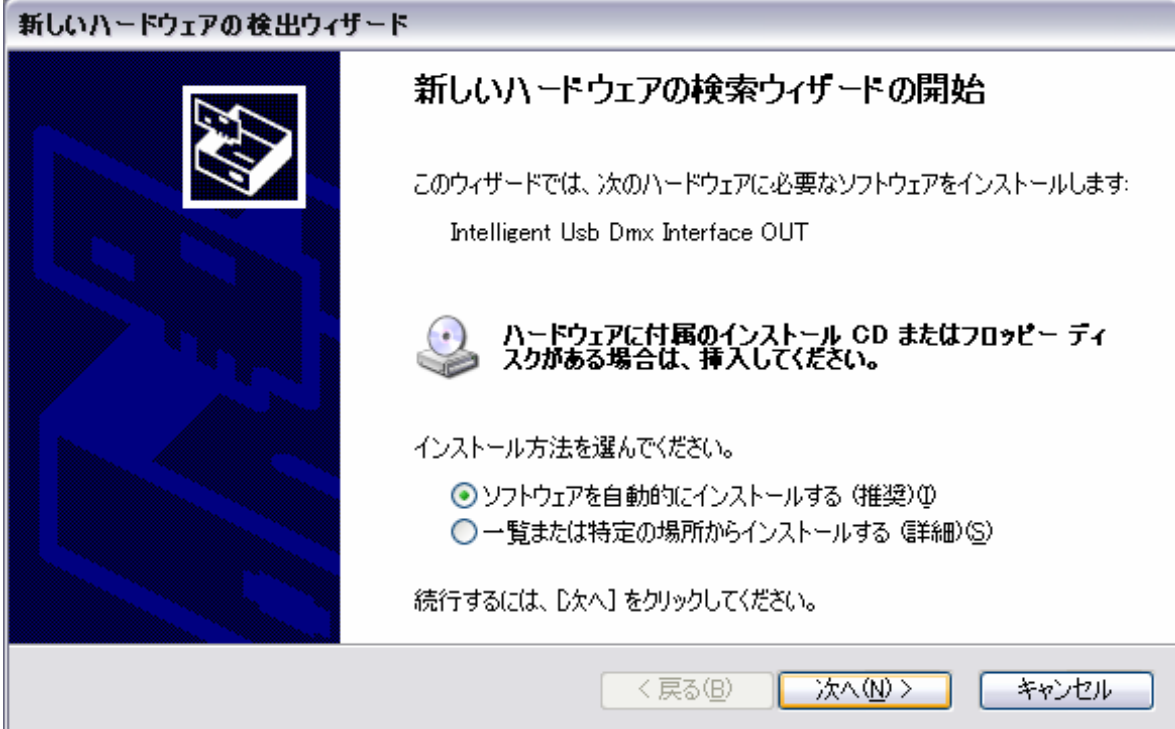 新しいハードウェアの検出ウィザード
新しいハードウェアの検索ウィザードの開始
このウィザードでは、次のハードウェアに必要なソフトウェアをインストールします:
Intelligent Usb Dmx Interface OUT
ハードウェアに付属のインストール CD またはフロッピー ディ
スクがある場合は、挿入してください。
インストール方法を選んでください。
ソフトウェアを自動的にインストールする (推奨)(I)
一覧または特定の場所からインストールする (詳細)(S)
続行するには、[次へ] をクリックしてください。
< 戻る(B) 次へ(N) > キャンセル